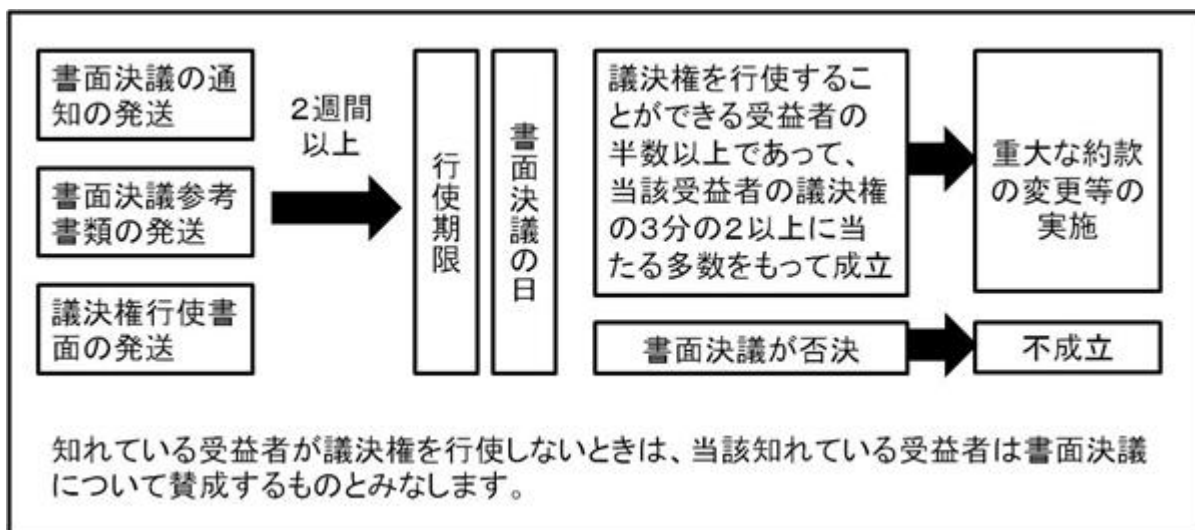 書面決議の通
知の発送
書面決議参考
書類の発送
議決権行使書
面の発送
2週間
以上
行使期限
書面決議の日
議決権を行使するこ
とができる受益者の
半数以上であって、
当該受益者の議決権
の3分の2以上に当
たる多数をもって成立
重大な約款
の変更等の
実施
書面決議が否決
不成立
知れている受益者が議決権を行使しないときは、当該知れている受益者は書面決議
について賛成するものとみなします。